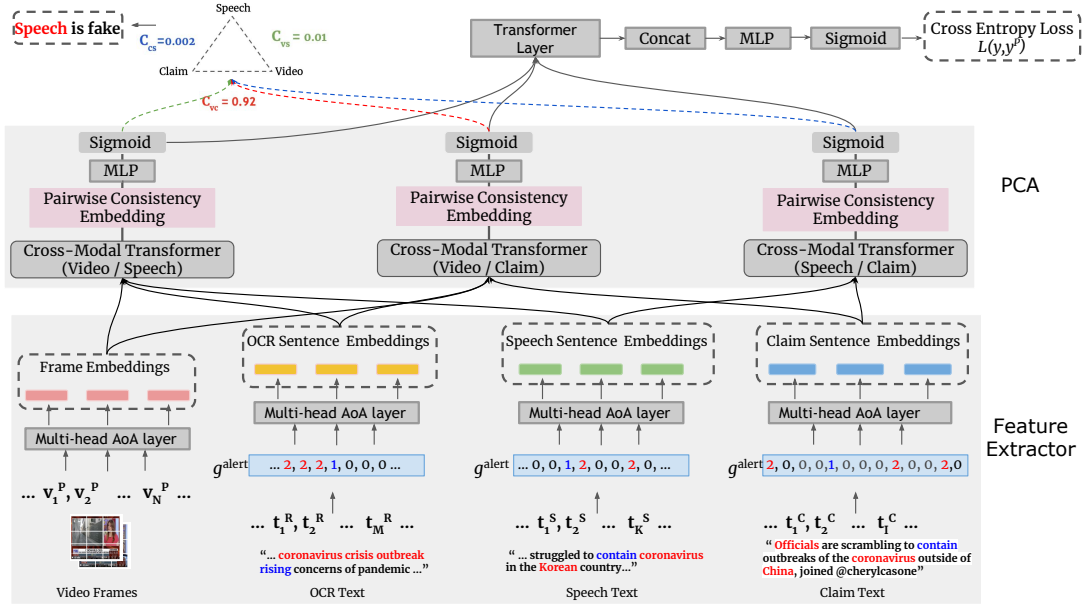 Speech is fake
Speech
C_cs = 0.002
C_vs = 0.01
Claim
Video
C_vc = 0.92
Transformer
Layer
Concat
MLP
Sigmoid
Cross Entropy Loss
L(y,y^P)
Sigmoid
MLP
Pairwise Consistency
Embedding
Cross-Modal Transformer
(Video / Speech)
Sigmoid
MLP
Pairwise Consistency
Embedding
Cross-Modal Transformer
(Video / Claim)
Sigmoid
MLP
Pairwise Consistency
Embedding
Cross-Modal Transformer
(Speech / Claim)
PCA
Frame Embeddings
Multi-head AoA layer
... v_1^P, v_2^P ... v_N^P ...
Video Frames
OCR Sentence Embeddings
Multi-head AoA layer
g^alert
... 2, 2, 2, 1, 0, 0, 0 ...
... t_1^R, t_2^R ... t_M^R ...
“... coronavirus crisis outbreak
rising concerns of pandemic ...”
OCR Text
Speech Sentence Embeddings
Multi-head AoA layer
g^alert
... 0, 0, 1, 2, 0, 0, 2, 0, ...
... t_1^S, t_2^S ... t_K^S ...
“ ... struggled to contain coronavirus
in the Korean country...”
Speech Text
Claim Sentence Embeddings
Multi-head AoA layer
g^alert
2, 0, 0, 0, 1, 0, 0, 0, 2, 0, 0, 2, 0
... t_1^C, t_2^C ... t_I^C ...
“ Officials are scrambling to contain
outbreaks of the coronavirus outside of
China, joined @cherylcasone”
Claim Text
Feature
Extractor